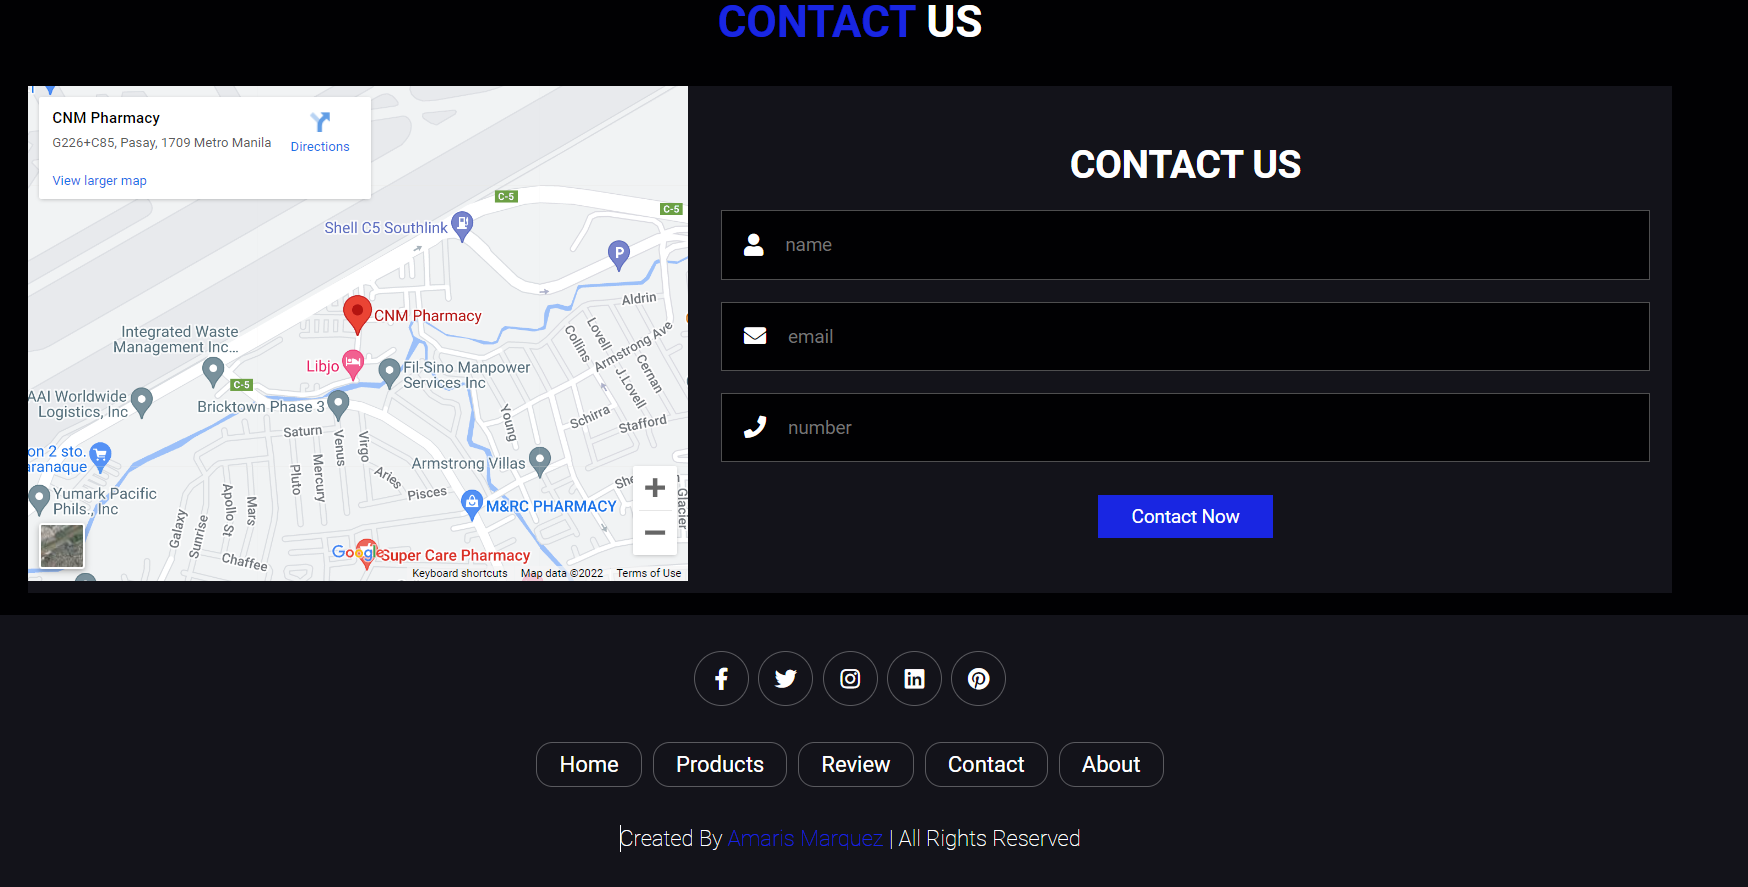 CONTACT US
CNM Pharmacy
G226+C85, Pasay, 1709 Metro Manila
Directions
View larger map
C-5
C-5
Shell C5 Southlink
P
Aldrin
CNM Pharmacy
Lovell
Collins
Armstrong Ave
Integrated Waste
Management Inc...
Libjo
Fil-Sino Manpower
Services Inc
Cernan
J.Lovell
C-5
AAI Worldwide
Logistics, Inc
Bricktown Phase 3
Young
Schirra
Stafford
Saturn
Venus
Virgo
on 2 sto.
aranaque
Pluto
Mercury
Aries
Armstrong Villas
Pisces
She
Glacier
Yumark Pacific
Phils., Inc
Apollo St
Mars
M&RC PHARMACY
Galaxy
Sunrise
Chaffee
Google
Super Care Pharmacy
Keyboard shortcuts Map data ©2022 Terms of Use
CONTACT US
name
email
number
Contact Now
Home Products Review Contact About
Created By Amaris Marquez | All Rights Reserved